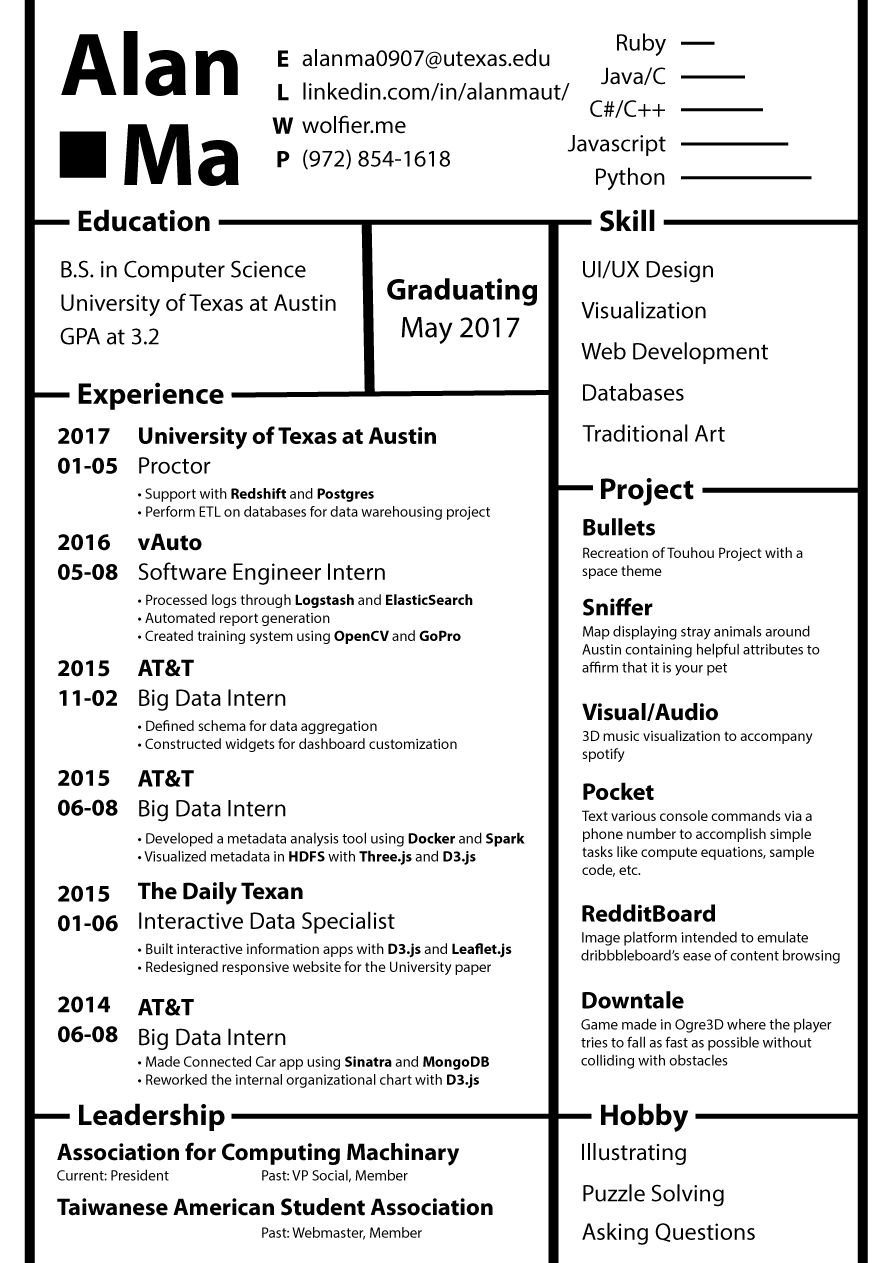 Alan
Ma
E alanma0907@utexas.edu
L linkedin.com/in/alanmaut/
W wolfier.me
P (972) 854-1618
Ruby
Java/C
C#/C++
Javascript
Python
Education
B.S. in Computer Science
University of Texas at Austin
GPA at 3.2
Graduating
May 2017
Experience
2017 University of Texas at Austin
01-05 Proctor
• Support with Redshift and Postgres
• Perform ETL on databases for data warehousing project
2016 vAuto
05-08 Software Engineer Intern
• Processed logs through Logstash and ElasticSearch
• Automated report generation
• Created training system using OpenCV and GoPro
2015 AT&T
11-02 Big Data Intern
• Defined schema for data aggregation
• Constructed widgets for dashboard customization
2015 AT&T
06-08 Big Data Intern
• Developed a metadata analysis tool using Docker and Spark
• Visualized metadata in HDFS with Three.js and D3.js
2015 The Daily Texan
01-06 Interactive Data Specialist
• Built interactive information apps with D3.js and Leaflet.js
• Redesigned responsive website for the University paper
2014 AT&T
06-08 Big Data Intern
• Made Connected Car app using Sinatra and MongoDB
• Reworked the internal organizational chart with D3.js
Leadership
Association for Computing Machinary
Current: President Past: VP Social, Member
Taiwanese American Student Association
Past: Webmaster, Member
Skill
UI/UX Design
Visualization
Web Development
Databases
Traditional Art
Project
Bullets
Recreation of Touhou Project with a
space theme
Sniffer
Map displaying stray animals around
Austin containing helpful attributes to
affirm that it is your pet
Visual/Audio
3D music visualization to accompany
spotify
Pocket
Text various console commands via a
phone number to accomplish simple
tasks like compute equations, sample
code, etc.
RedditBoard
Image platform intended to emulate
dribbbleboard's ease of content browsing
Downtale
Game made in Ogre3D where the player
tries to fall as fast as possible without
colliding with obstacles
Hobby
Illustrating
Puzzle Solving
Asking Questions